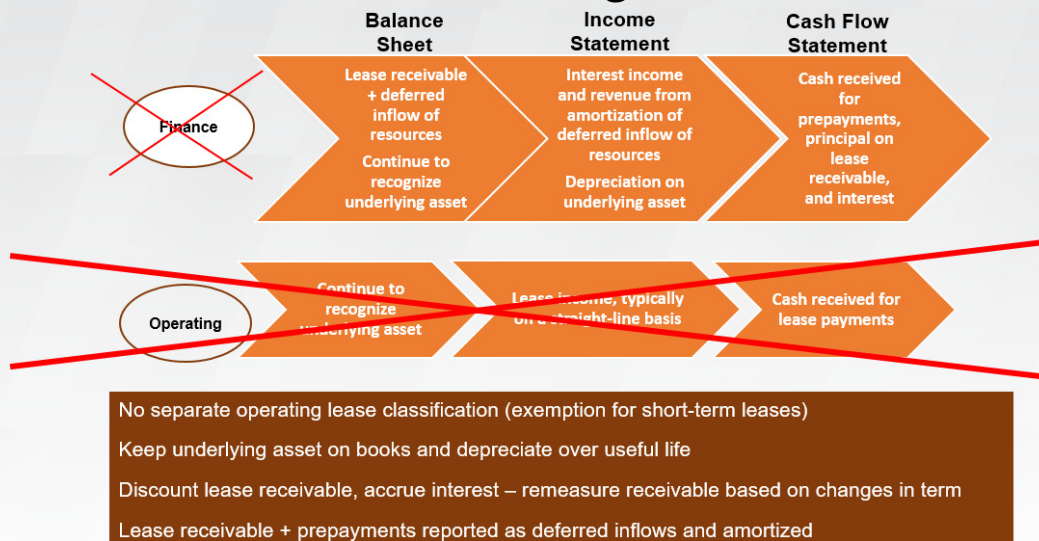 Balance
Sheet
Income
Statement
Cash Flow
Statement
Finance
Lease receivable
+ deferred
inflow of
resources
Continue to
recognize
underlying asset
Interest income
and revenue from
amortization of
deferred inflow of
resources
Depreciation on
underlying asset
Cash received
for
prepayments,
principal on
lease
receivable,
and interest
Operating
Continue to
recognize
underlying asset
Lease income, typically
on a straight-line basis
Cash received for
lease payments
No separate operating lease classification (exemption for short-term leases)
Keep underlying asset on books and depreciate over useful life
Discount lease receivable, accrue interest – remeasure receivable based on changes in term
Lease receivable + prepayments reported as deferred inflows and amortized